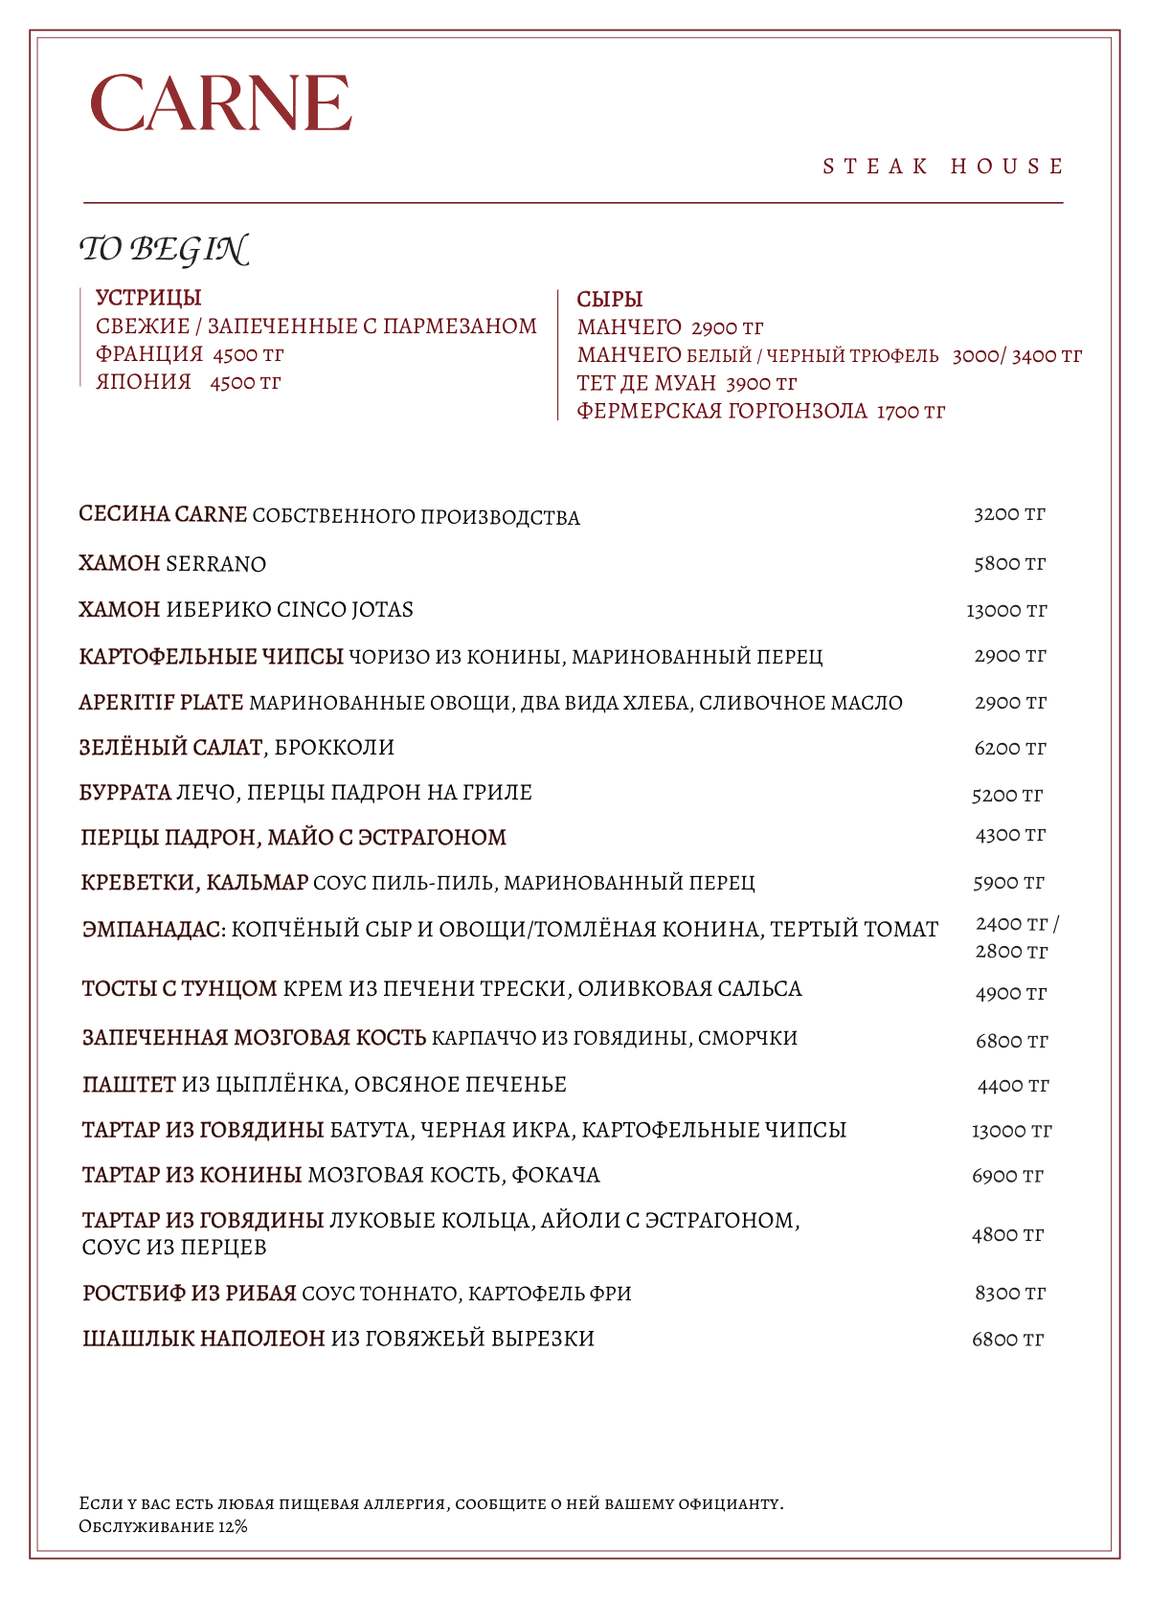 CARNE
STEAK HOUSE
TO BEGIN
УСТРИЦЫ
СВЕЖИЕ / ЗАПЕЧЕННЫЕ С ПАРМЕЗАНОМ
ФРАНЦИЯ 4500 ТГ
ЯПОНИЯ 4500 ТГ
СЫРЫ
МАНЧЕГО 2900 ТГ
МАНЧЕГО БЕЛЫЙ / ЧЕРНЫЙ ТРЮФЕЛЬ 3000/ 3400 ТГ
ТЕТ ДЕ МУАН 3900 ТГ
ФЕРМЕРСКАЯ ГОРГОНЗОЛА 1700 ТГ
СЕСИНА CARNE СОБСТВЕННОГО ПРОИЗВОДСТВА 3200 ТГ
ХАМОН SERRANO 5800 ТГ
ХАМОН ИБЕРИКО CINCO JOTAS 13000 ТГ
КАРТОФЕЛЬНЫЕ ЧИПСЫ ЧОРИЗО ИЗ КОНИНЫ, МАРИНОВАННЫЙ ПЕРЕЦ 2900 ТГ
APERITIF PLATE МАРИНОВАННЫЕ ОВОЩИ, ДВА ВИДА ХЛЕБА, СЛИВОЧНОЕ МАСЛО 2900 ТГ
ЗЕЛЁНЫЙ САЛАТ, БРОККОЛИ 6200 ТГ
БУРРАТА ЛЕЧО, ПЕРЦЫ ПАДРОН НА ГРИЛЕ 5200 ТГ
ПЕРЦЫ ПАДРОН, МАЙО С ЭСТРАГОНОМ 4300 ТГ
КРЕВЕТКИ, КАЛЬМАР СОУС ПИЛЬ-ПИЛЬ, МАРИНОВАННЫЙ ПЕРЕЦ 5900 ТГ
ЭМПАНАДАС: КОПЧЁНЫЙ СЫР И ОВОЩИ/ТОМЛЁНАЯ КОНИНА, ТЕРТЫЙ ТОМАТ 2400 ТГ /
2800 ТГ
ТОСТЫ С ТУНЦОМ КРЕМ ИЗ ПЕЧЕНИ ТРЕСКИ, ОЛИВКОВАЯ САЛЬСА 4900 ТГ
ЗАПЕЧЕННАЯ МОЗГОВАЯ КОСТЬ КАРПАЧЧО ИЗ ГОВЯДИНЫ, СМОРЧКИ 6800 ТГ
ПАШТЕТ ИЗ ЦЫПЛЁНКА, ОВСЯНОЕ ПЕЧЕНЬЕ 4400 ТГ
ТАРТАР ИЗ ГОВЯДИНЫ БАТУТА, ЧЕРНАЯ ИКРА, КАРТОФЕЛЬНЫЕ ЧИПСЫ 13000 ТГ
ТАРТАР ИЗ КОНИНЫ МОЗГОВАЯ КОСТЬ, ФОКАЧА 6900 ТГ
ТАРТАР ИЗ ГОВЯДИНЫ ЛУКОВЫЕ КОЛЬЦА, АЙОЛИ С ЭСТРАГОНОМ,
СОУС ИЗ ПЕРЦЕВ 4800 ТГ
РОСТБИФ ИЗ РИБАЯ СОУС ТОННАТО, КАРТОФЕЛЬ ФРИ 8300 ТГ
ШАШЛЫК НАПОЛЕОН ИЗ ГОВЯЖЕЬЙ ВЫРЕЗКИ 6800 ТГ
Если у вас есть любая пищевая аллергия, сообщите о ней вашему официанту.
Обслуживание 12%